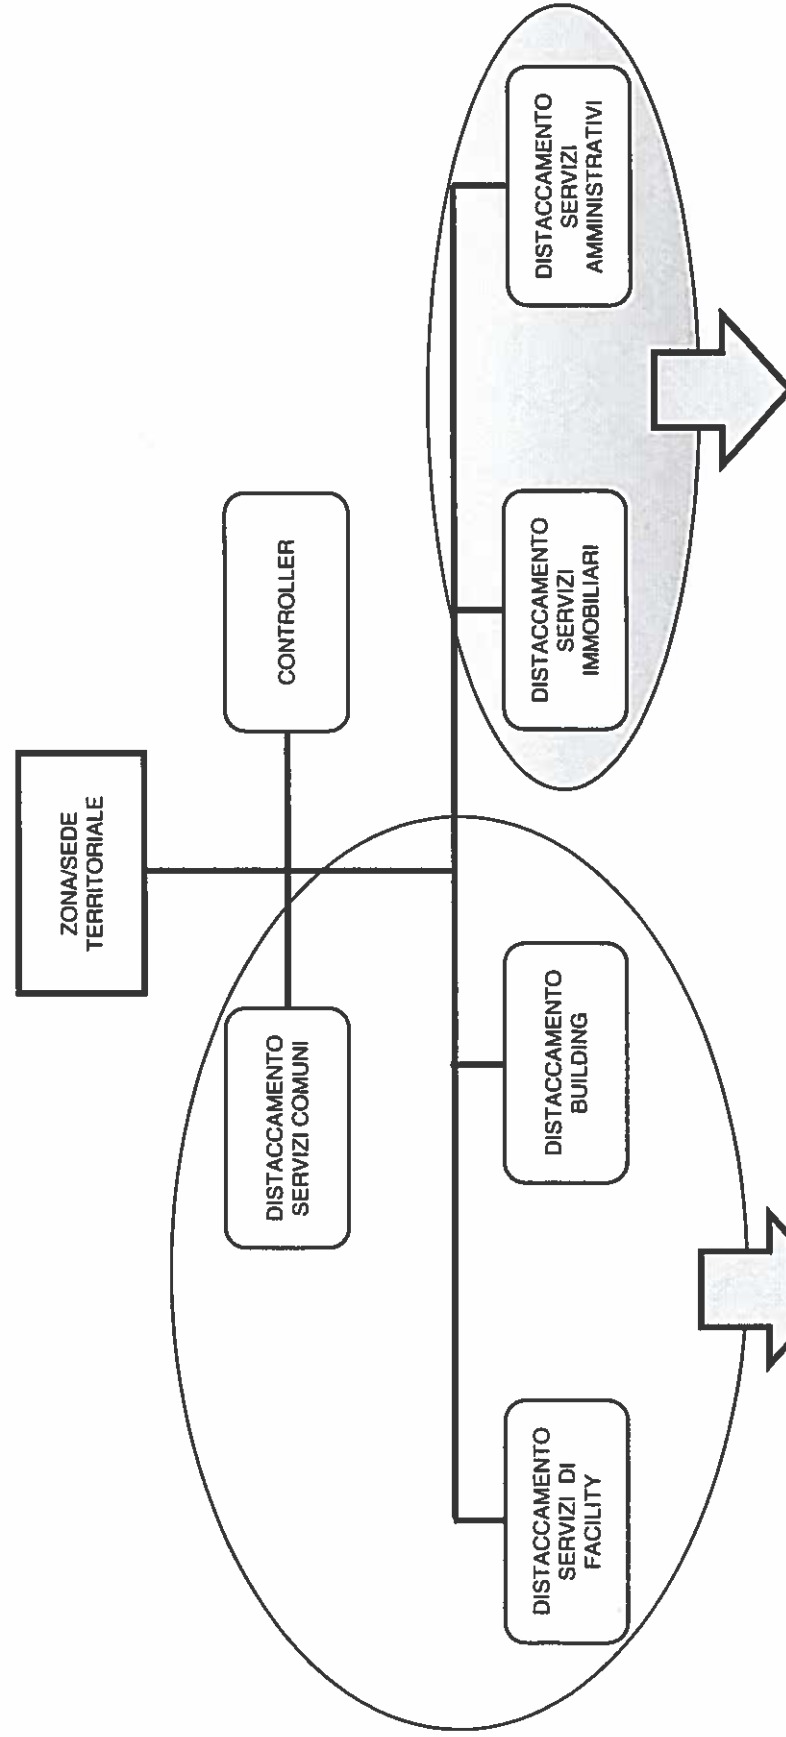 ZONA/SEDE
TERRITORIALE
DISTACCAMENTO
SERVIZI COMUNI
CONTROLLER
DISTACCAMENTO
SERVIZI DI
FACILITY
DISTACCAMENTO
BUILDING
DISTACCAMENTO
SERVIZI
IMMOBILIARI
DISTACCAMENTO
SERVIZI
AMMINISTRATIVI